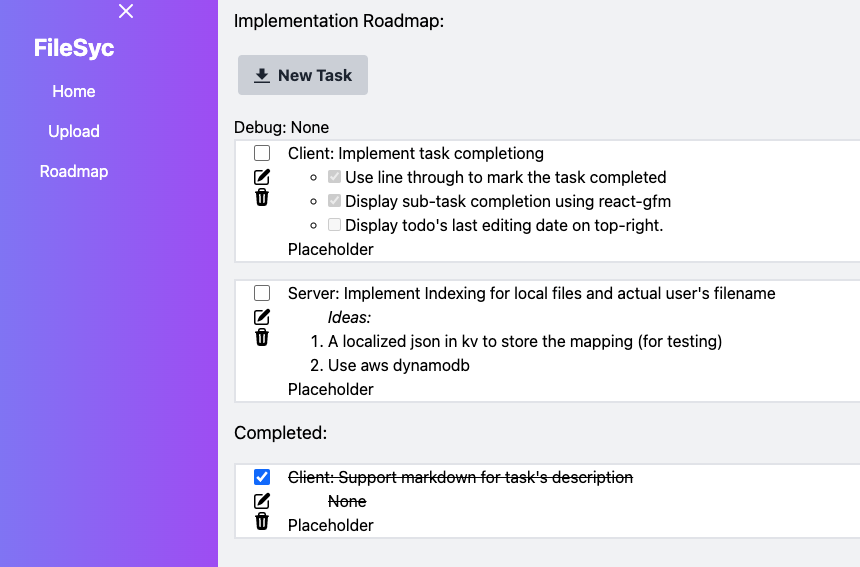 FileSyc
Home
Upload
Roadmap
Implementation Roadmap:
New Task
Debug: None
Client: Implement task completiong
Use line through to mark the task completed
Display sub-task completion using react-gfm
Display todo's last editing date on top-right.
Placeholder
Server: Implement Indexing for local files and actual user's filename
Ideas:
1. A localized json in kv to store the mapping (for testing)
2. Use aws dynamodb
Placeholder
Completed:
Client: Support markdown for task's description
None
Placeholder